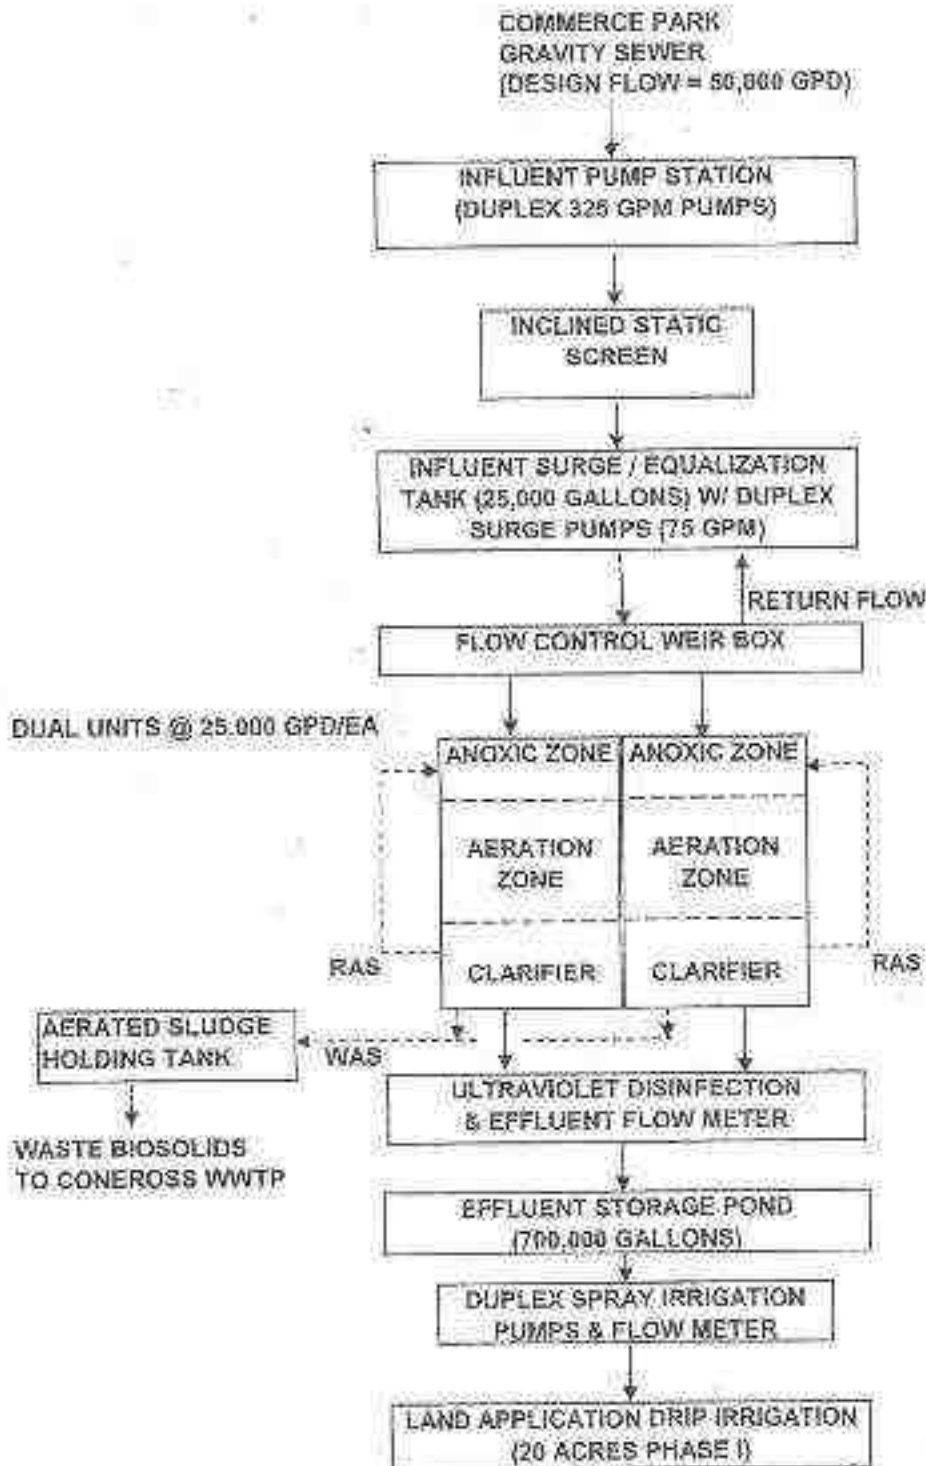 COMMERCE PARK
GRAVITY SEWER
(DESIGN FLOW = 50,000 GPD)
INFLUENT PUMP STATION
(DUPLEX 325 GPM PUMPS)
INCLINED STATIC
SCREEN
INFLUENT SURGE / EQUALIZATION
TANK (25,000 GALLONS) W/ DUPLEX
SURGE PUMPS (75 GPM)
RETURN FLOW
FLOW CONTROL WEIR BOX
DUAL UNITS @ 25.000 GPD/EA
ANOXIC ZONE
ANOXIC ZONE
AERATION
ZONE
AERATION
ZONE
RAS
CLARIFIER
CLARIFIER
RAS
AERATED SLUDGE
HOLDING TANK
WAS
WASTE BIOSOLIDS
TO CONEROSS WWTP
ULTRAVIOLET DISINFECTION
& EFFLUENT FLOW METER
EFFLUENT STORAGE POND
(700,000 GALLONS)
DUPLEX SPRAY IRRIGATION
PUMPS & FLOW METER
LAND APPLICATION DRIP IRRIGATION
(20 ACRES PHASE I)